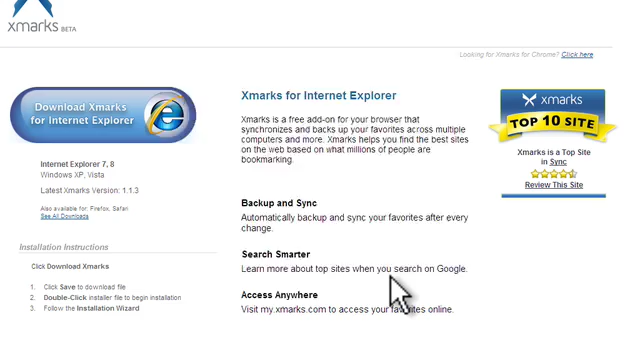 xmarks BETA
Looking for Xmarks for Chrome? Click here
Download Xmarks
for Internet Explorer
Internet Explorer 7, 8
Windows XP, Vista
Latest Xmarks Version: 1.1.3
Also available for: Firefox, Safari
See All Downloads
Installation Instructions
Click Download Xmarks
1. Click Save to download file
2. Double-Click installer file to begin installation
3. Follow the Installation Wizard
Xmarks for Internet Explorer
Xmarks is a free add-on for your browser that
synchronizes and backs up your favorites across multiple
computers and more. Xmarks helps you find the best sites
on the web based on what millions of people are
bookmarking.
Backup and Sync
Automatically backup and sync your favorites after every
change.
Search Smarter
Learn more about top sites when you search on Google.
Access Anywhere
Visit my.xmarks.com to access your favorites online.
xmarks
TOP 10 SITE
Xmarks is a Top Site
in Sync
Review This Site